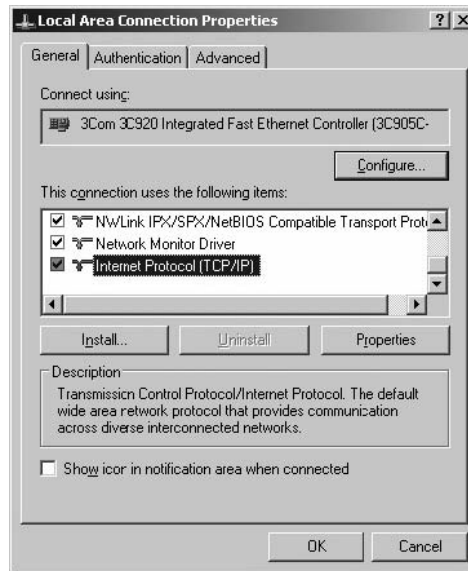 Local Area Connection Properties
General Authentication Advanced
Connect using:
3Com 3C920 Integrated Fast Ethernet Controller (3C905C-
Configure...
This connection uses the following items:
NWLink IPX/SPX/NetBIOS Compatible Transport Proto
Network Monitor Driver
Internet Protocol (TCP/IP)
Install... Uninstall Properties
Description
Transmission Control Protocol/Internet Protocol. The default
wide area network protocol that provides communication
across diverse interconnected networks.
Show icon in notification area when connected
OK Cancel